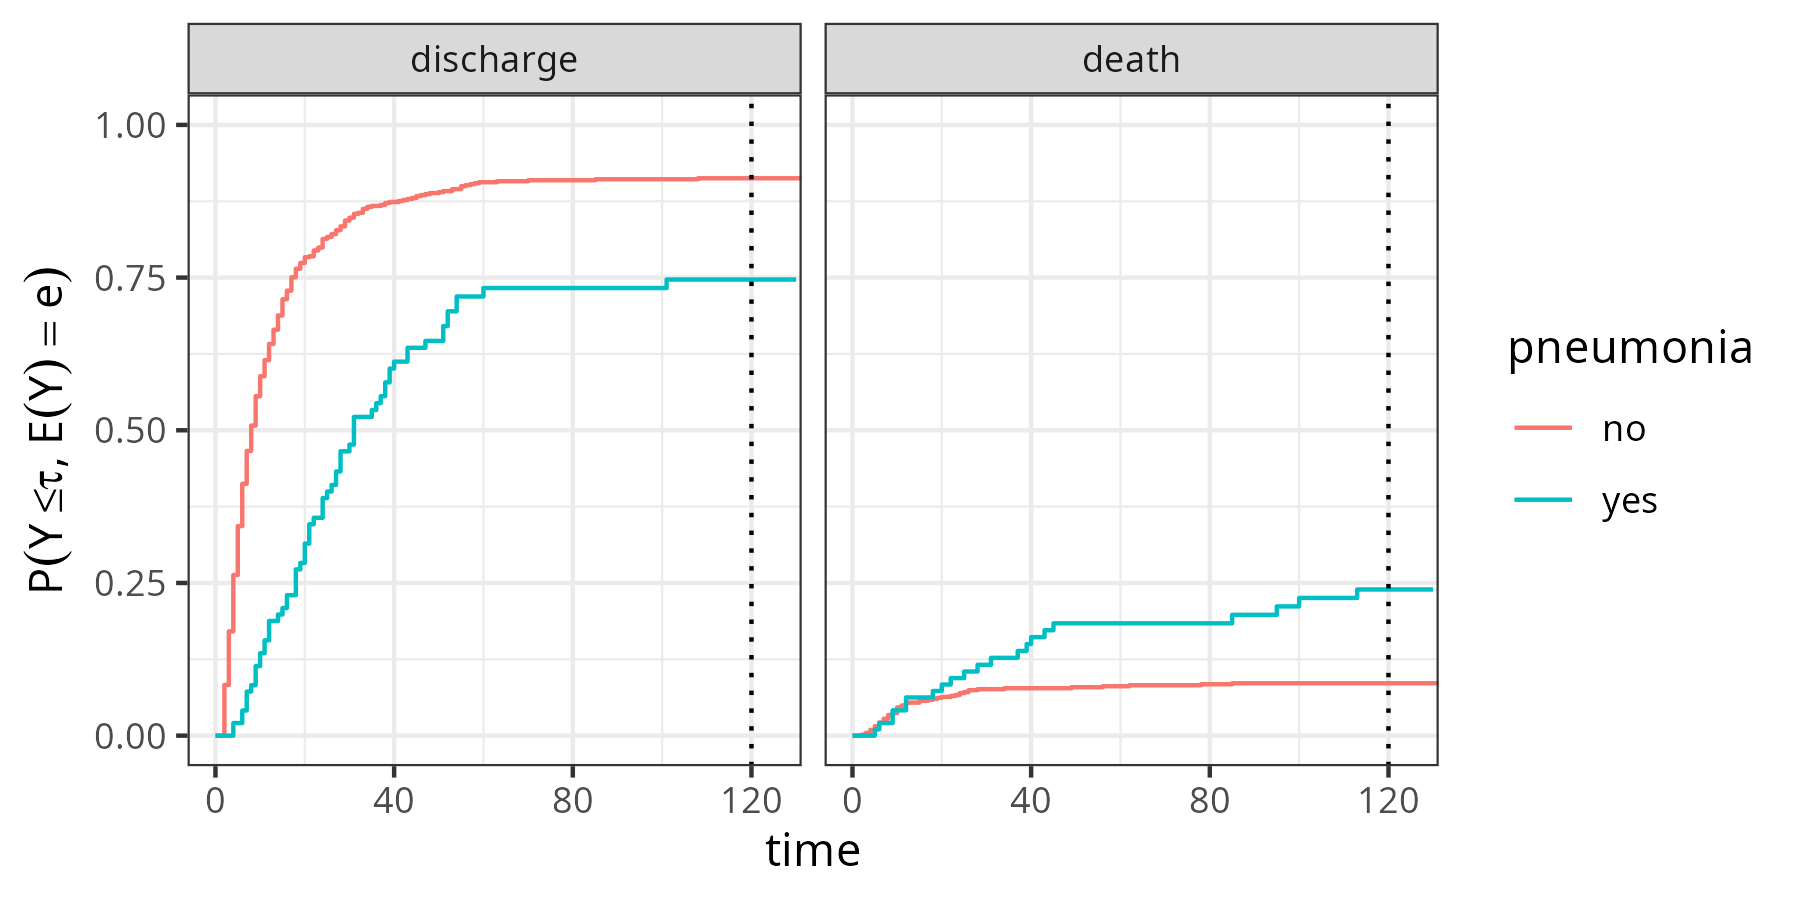 discharge
death
P(Y ≤τ, E(Y) = e)
1.00
0.75
0.50
0.25
0.00
0 40 80 120
0 40 80 120
time
pneumonia
no
yes